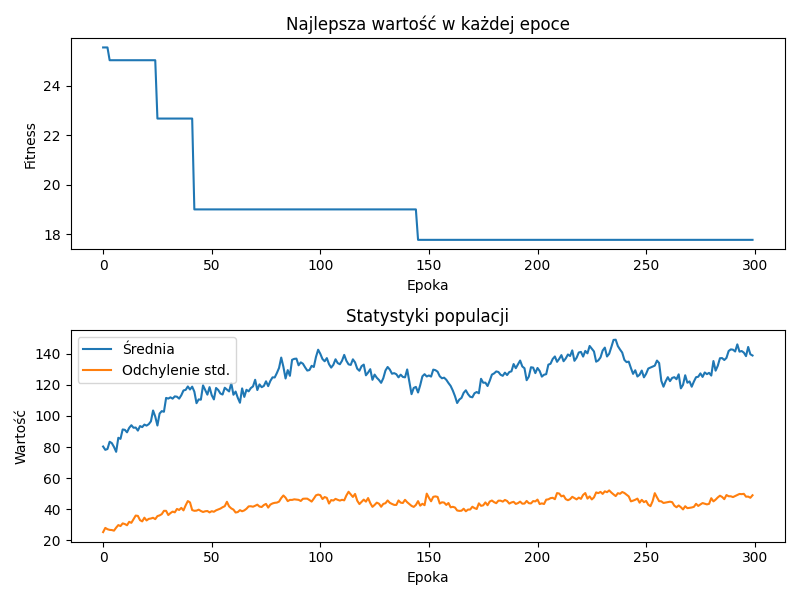 Najlepsza wartość w każdej epoce
24
22
20
18
Fitness
0 50 100 150 200 250 300
Epoka
Statystyki populacji
Średnia
Odchylenie std.
140
120
100
80
60
40
20
Wartość
0 50 100 150 200 250 300
Epoka